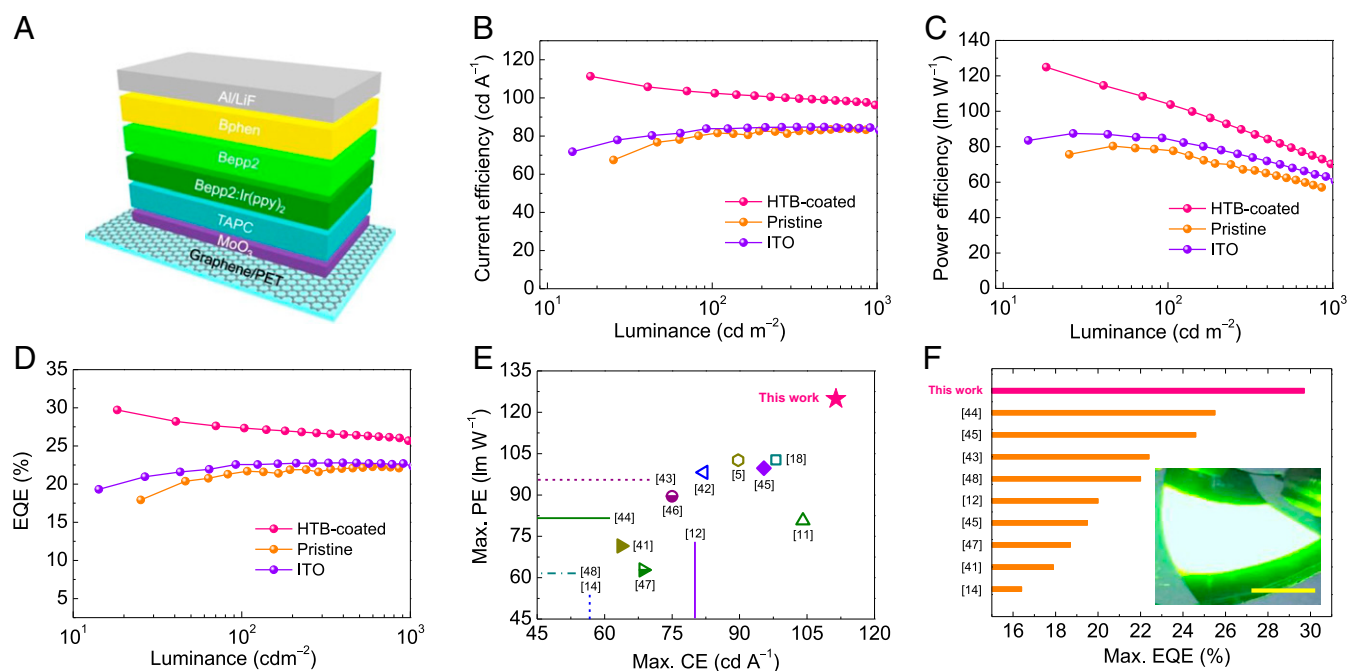 A
Al/LiF
Bphen
Bepp2
Bepp2:Ir(ppy)2
TAPC
Graphene/PET
B
Current efficiency (cd A−1)
120
100
80
60
40
20
0
HTB-coated
Pristine
ITO
101
102
103
Luminance (cd m−2)
C
Power efficiency (lm W−1)
140
120
100
80
60
40
20
0
HTB-coated
Pristine
ITO
101
102
103
Luminance (cd m−2)
D
EQE (%)
35
30
25
20
15
10
5
0
HTB-coated
Pristine
ITO
101
102
103
Luminance (cdm−2)
E
Max. PE (lm W−1)
135
120
105
90
75
60
45
This work
[43]
[46]
[42]
[5]
[45]
[18]
[44]
[41]
[12]
[11]
[48]
[14]
[47]
45 60 75 90 105 120
Max. CE (cd A−1)
F
This work
[44]
[45]
[43]
[48]
[12]
[45]
[47]
[41]
[14]
16 18 20 22 24 26 28 30
Max. EQE (%)